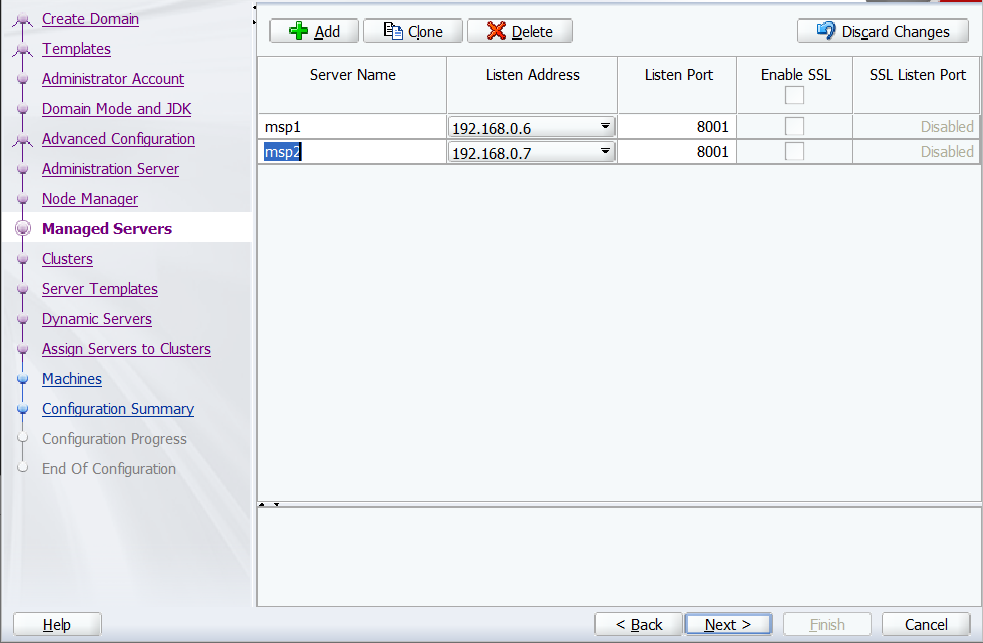 Create Domain
Templates
Administrator Account
Domain Mode and JDK
Advanced Configuration
Administration Server
Node Manager
Managed Servers
Clusters
Server Templates
Dynamic Servers
Assign Servers to Clusters
Machines
Configuration Summary
Configuration Progress
End Of Configuration
Add Clone Delete Discard Changes
Server Name Listen Address Listen Port Enable SSL SSL Listen Port
msp1 192.168.0.6 8001 Disabled
msp2 192.168.0.7 8001 Disabled
Help < Back Next > Finish Cancel